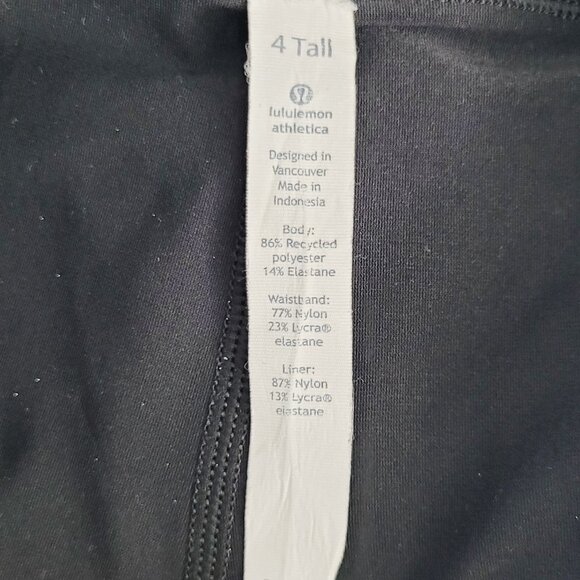 4 Tall
lululemon
athletica
Designed in
Vancouver
Made in
Indonesia
Body:
86% Recycled
polyester
14% Elastane
Waistband:
77% Nylon
23% Lycra®
elastane
Liner:
87% Nylon
13% Lycra®
elastane